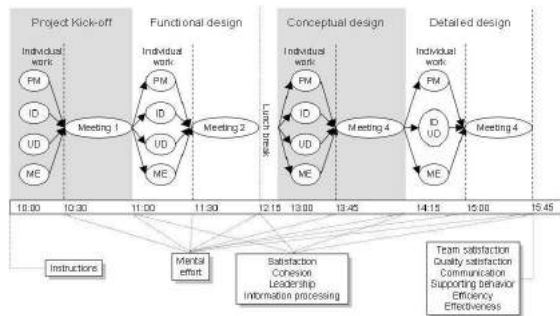 Project Kick-off
Functional design
Conceptual design
Detailed design
Individual work
Individual work
Individual work
Individual work
PM
PM
PM
PM
ID
ID
ID
ID
UD
UD
UD
UD
ME
ME
ME
ME
Meeting 1
Meeting 2
Lunch break
Meeting 4
Meeting 4
10:00
10:30
11:00
11:30
12:15
13:00
13:45
14:15
15:00
15:45
Instructions
Mental
effort
Satisfaction
Cohesion
Leadership
Information processing
Team satisfaction
Quality satisfaction
Communication
Supporting behavior
Efficiency
Effectiveness